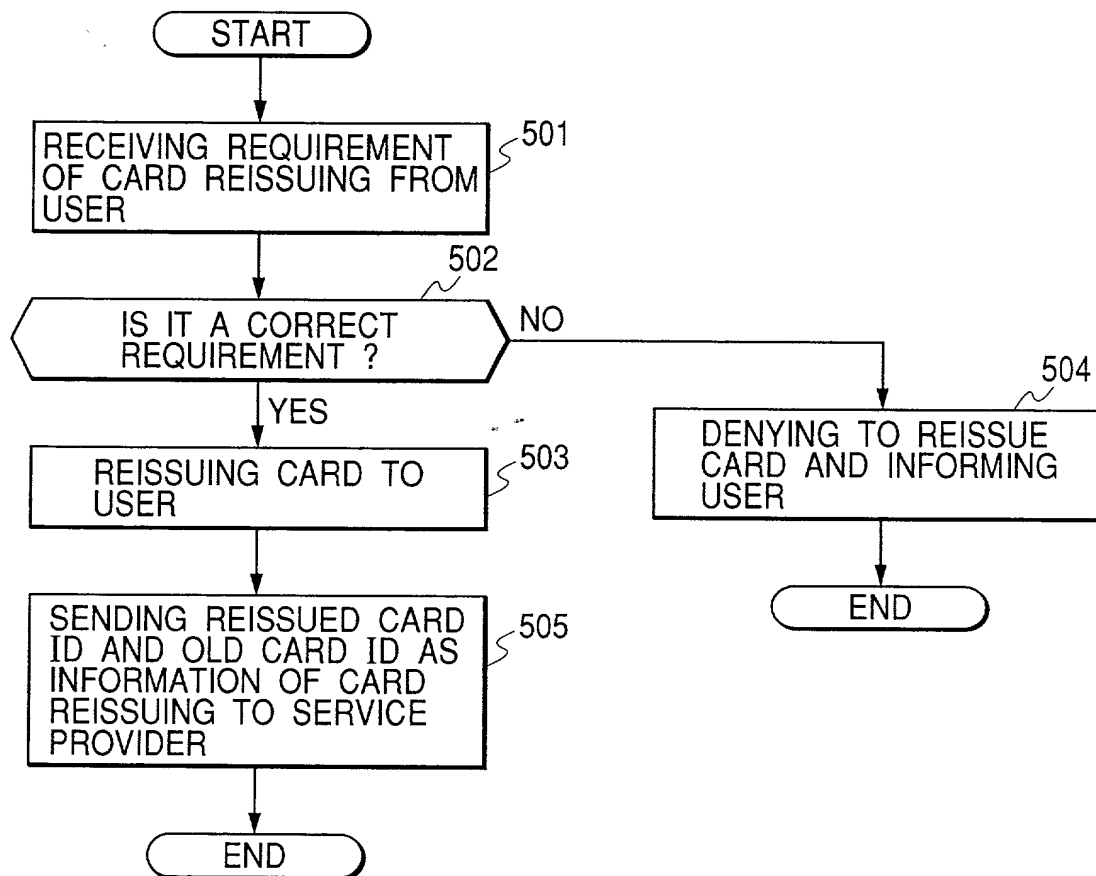 START
RECEIVING REQUIREMENT
OF CARD REISSUING FROM
USER
501
502
IS IT A CORRECT
REQUIREMENT ?
NO
YES
504
DENYING TO REISSUE
CARD AND INFORMING
USER
REISSUING CARD TO
USER
503
END
SENDING REISSUED CARD
ID AND OLD CARD ID AS
INFORMATION OF CARD
REISSUING TO SERVICE
PROVIDER
505
END